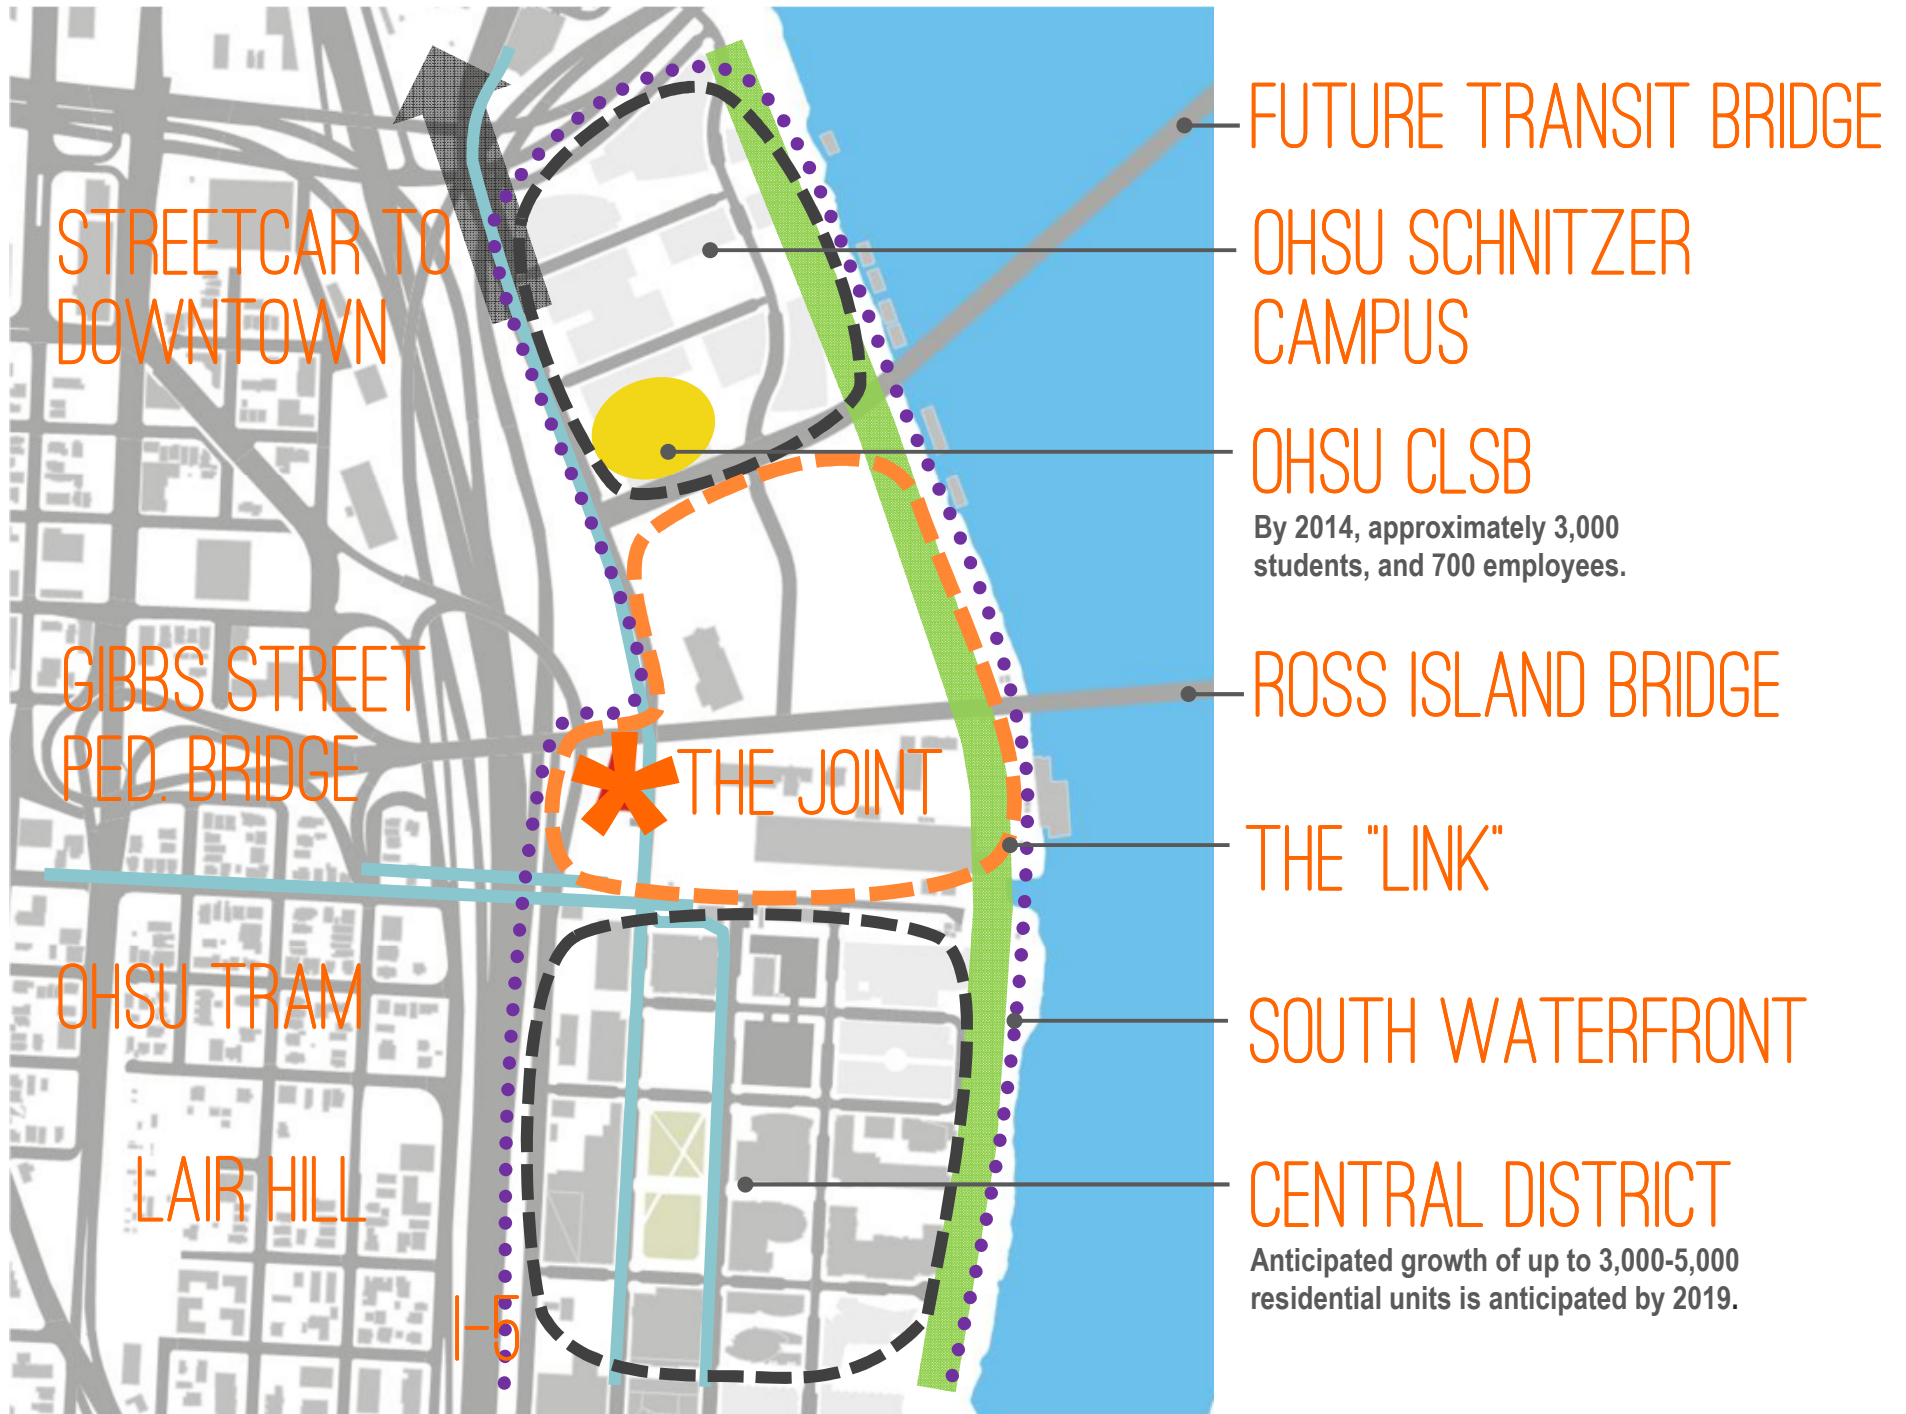 FUTURE TRANSIT BRIDGE
STREETCAR TO
DOWNTOWN
OHSU SCHNITZER
CAMPUS
OHSU CLSB
By 2014, approximately 3,000
students, and 700 employees.
GIBBS STREET
PED. BRIDGE
ROSS ISLAND BRIDGE
THE JOINT
THE "LINK"
OHSU TRAM
SOUTH WATERFRONT
LAIR HILL
CENTRAL DISTRICT
Anticipated growth of up to 3,000-5,000
residential units is anticipated by 2019.
I-5